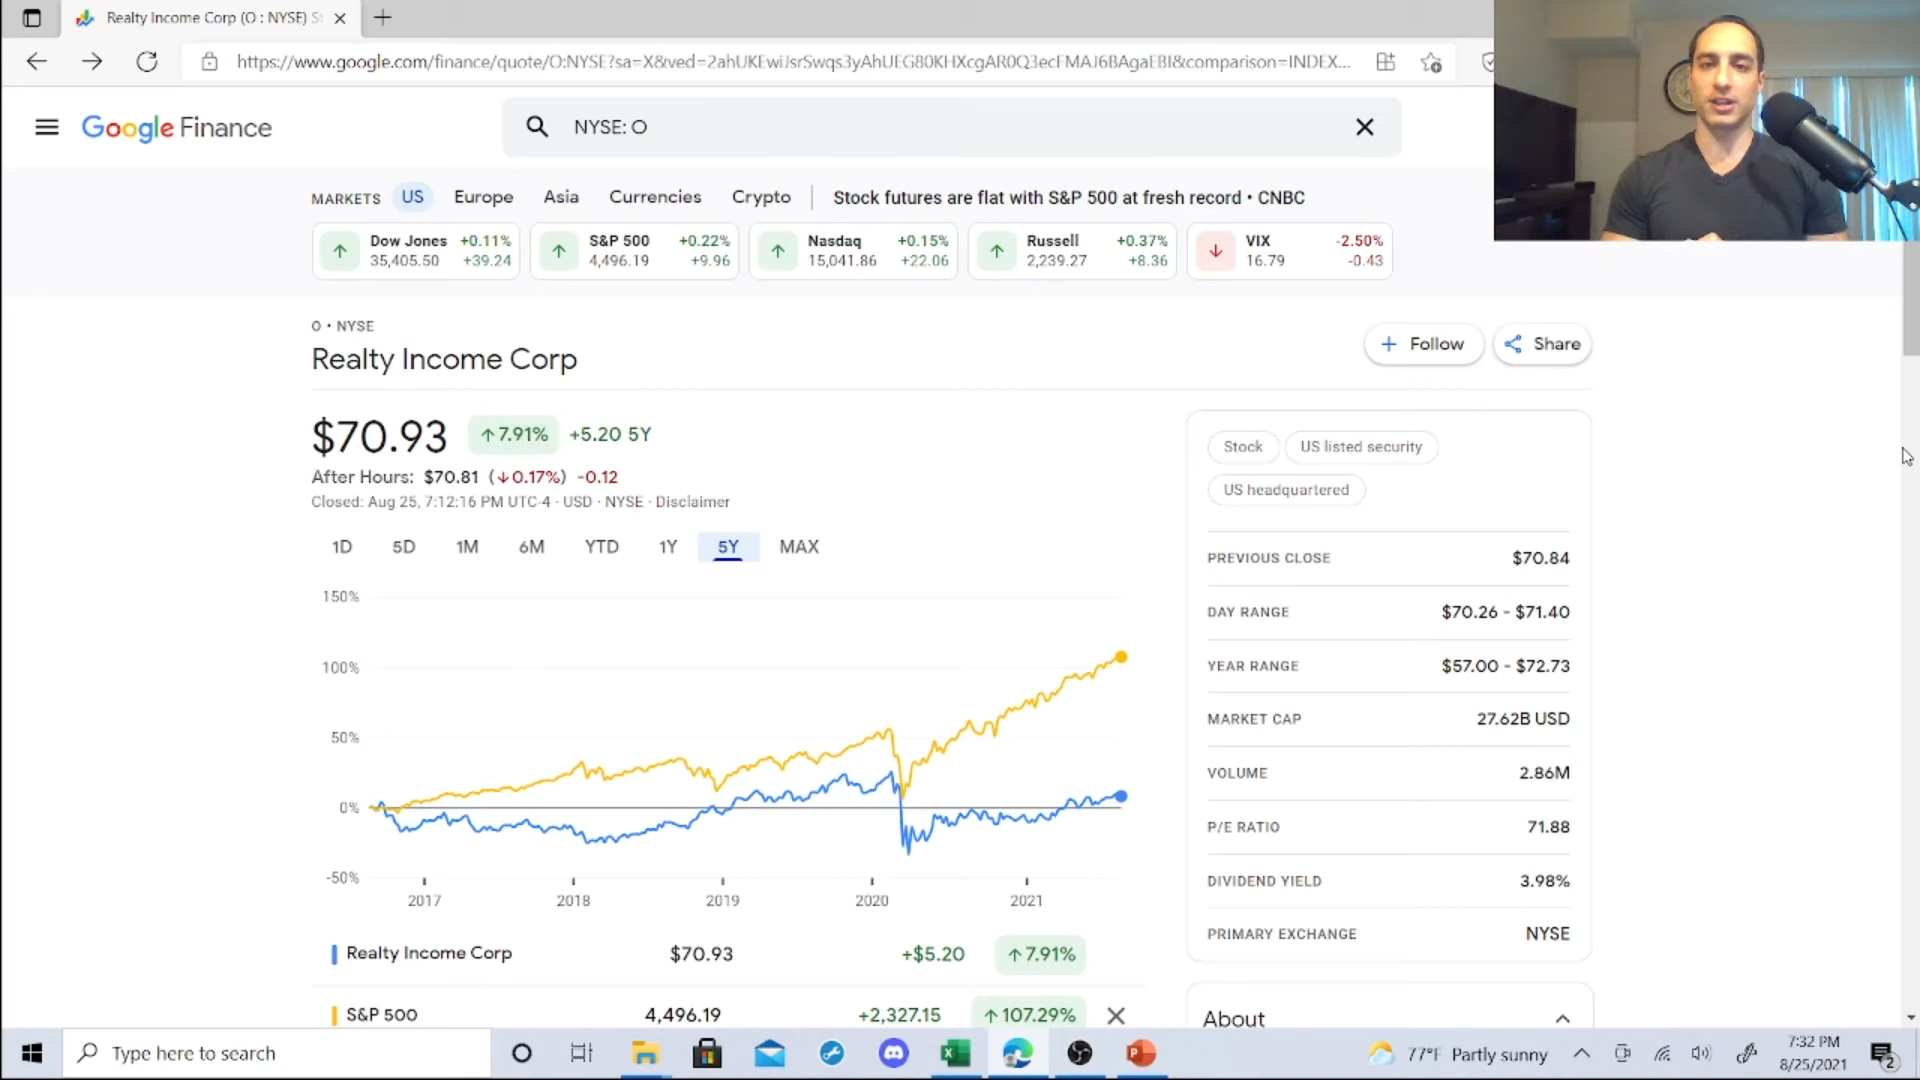 Realty Income Corp (O : NYSE) S
https://www.google.com/finance/quote/O:NYSE?sa=X&ved=2ahUKEwiJsrSwqs3yAhUEG80KHXcgAR0Q3ecFMAJ6BAgaEBI&comparison=INDEX...
Google Finance
NYSE: O
MARKETS US Europe Asia Currencies Crypto Stock futures are flat with S&P 500 at fresh record • CNBC
Dow Jones +0.11% S&P 500 +0.22% Nasdaq +0.15% Russell +0.37% VIX -2.50%
35,405.50 +39.24 4,496.19 +9.96 15,041.86 +22.06 2,239.27 +8.36 16.79 -0.43
O • NYSE
Realty Income Corp
+ Follow Share
$70.93 ↑7.91% +5.20 5Y
After Hours: $70.81 (↓0.17%) -0.12
Closed: Aug 25, 7:12:16 PM UTC-4 · USD · NYSE · Disclaimer
1D 5D 1M 6M YTD 1Y 5Y MAX
150%
100%
50%
0%
-50%
2017 2018 2019 2020 2021
Realty Income Corp $70.93 +$5.20 ↑7.91%
S&P 500 4,496.19 +2,327.15 ↑107.29%
Stock US listed security
US headquartered
PREVIOUS CLOSE $70.84
DAY RANGE $70.26 - $71.40
YEAR RANGE $57.00 - $72.73
MARKET CAP 27.62B USD
VOLUME 2.86M
P/E RATIO 71.88
DIVIDEND YIELD 3.98%
PRIMARY EXCHANGE NYSE
About
Type here to search
77°F Partly sunny
7:32 PM
8/25/2021
2